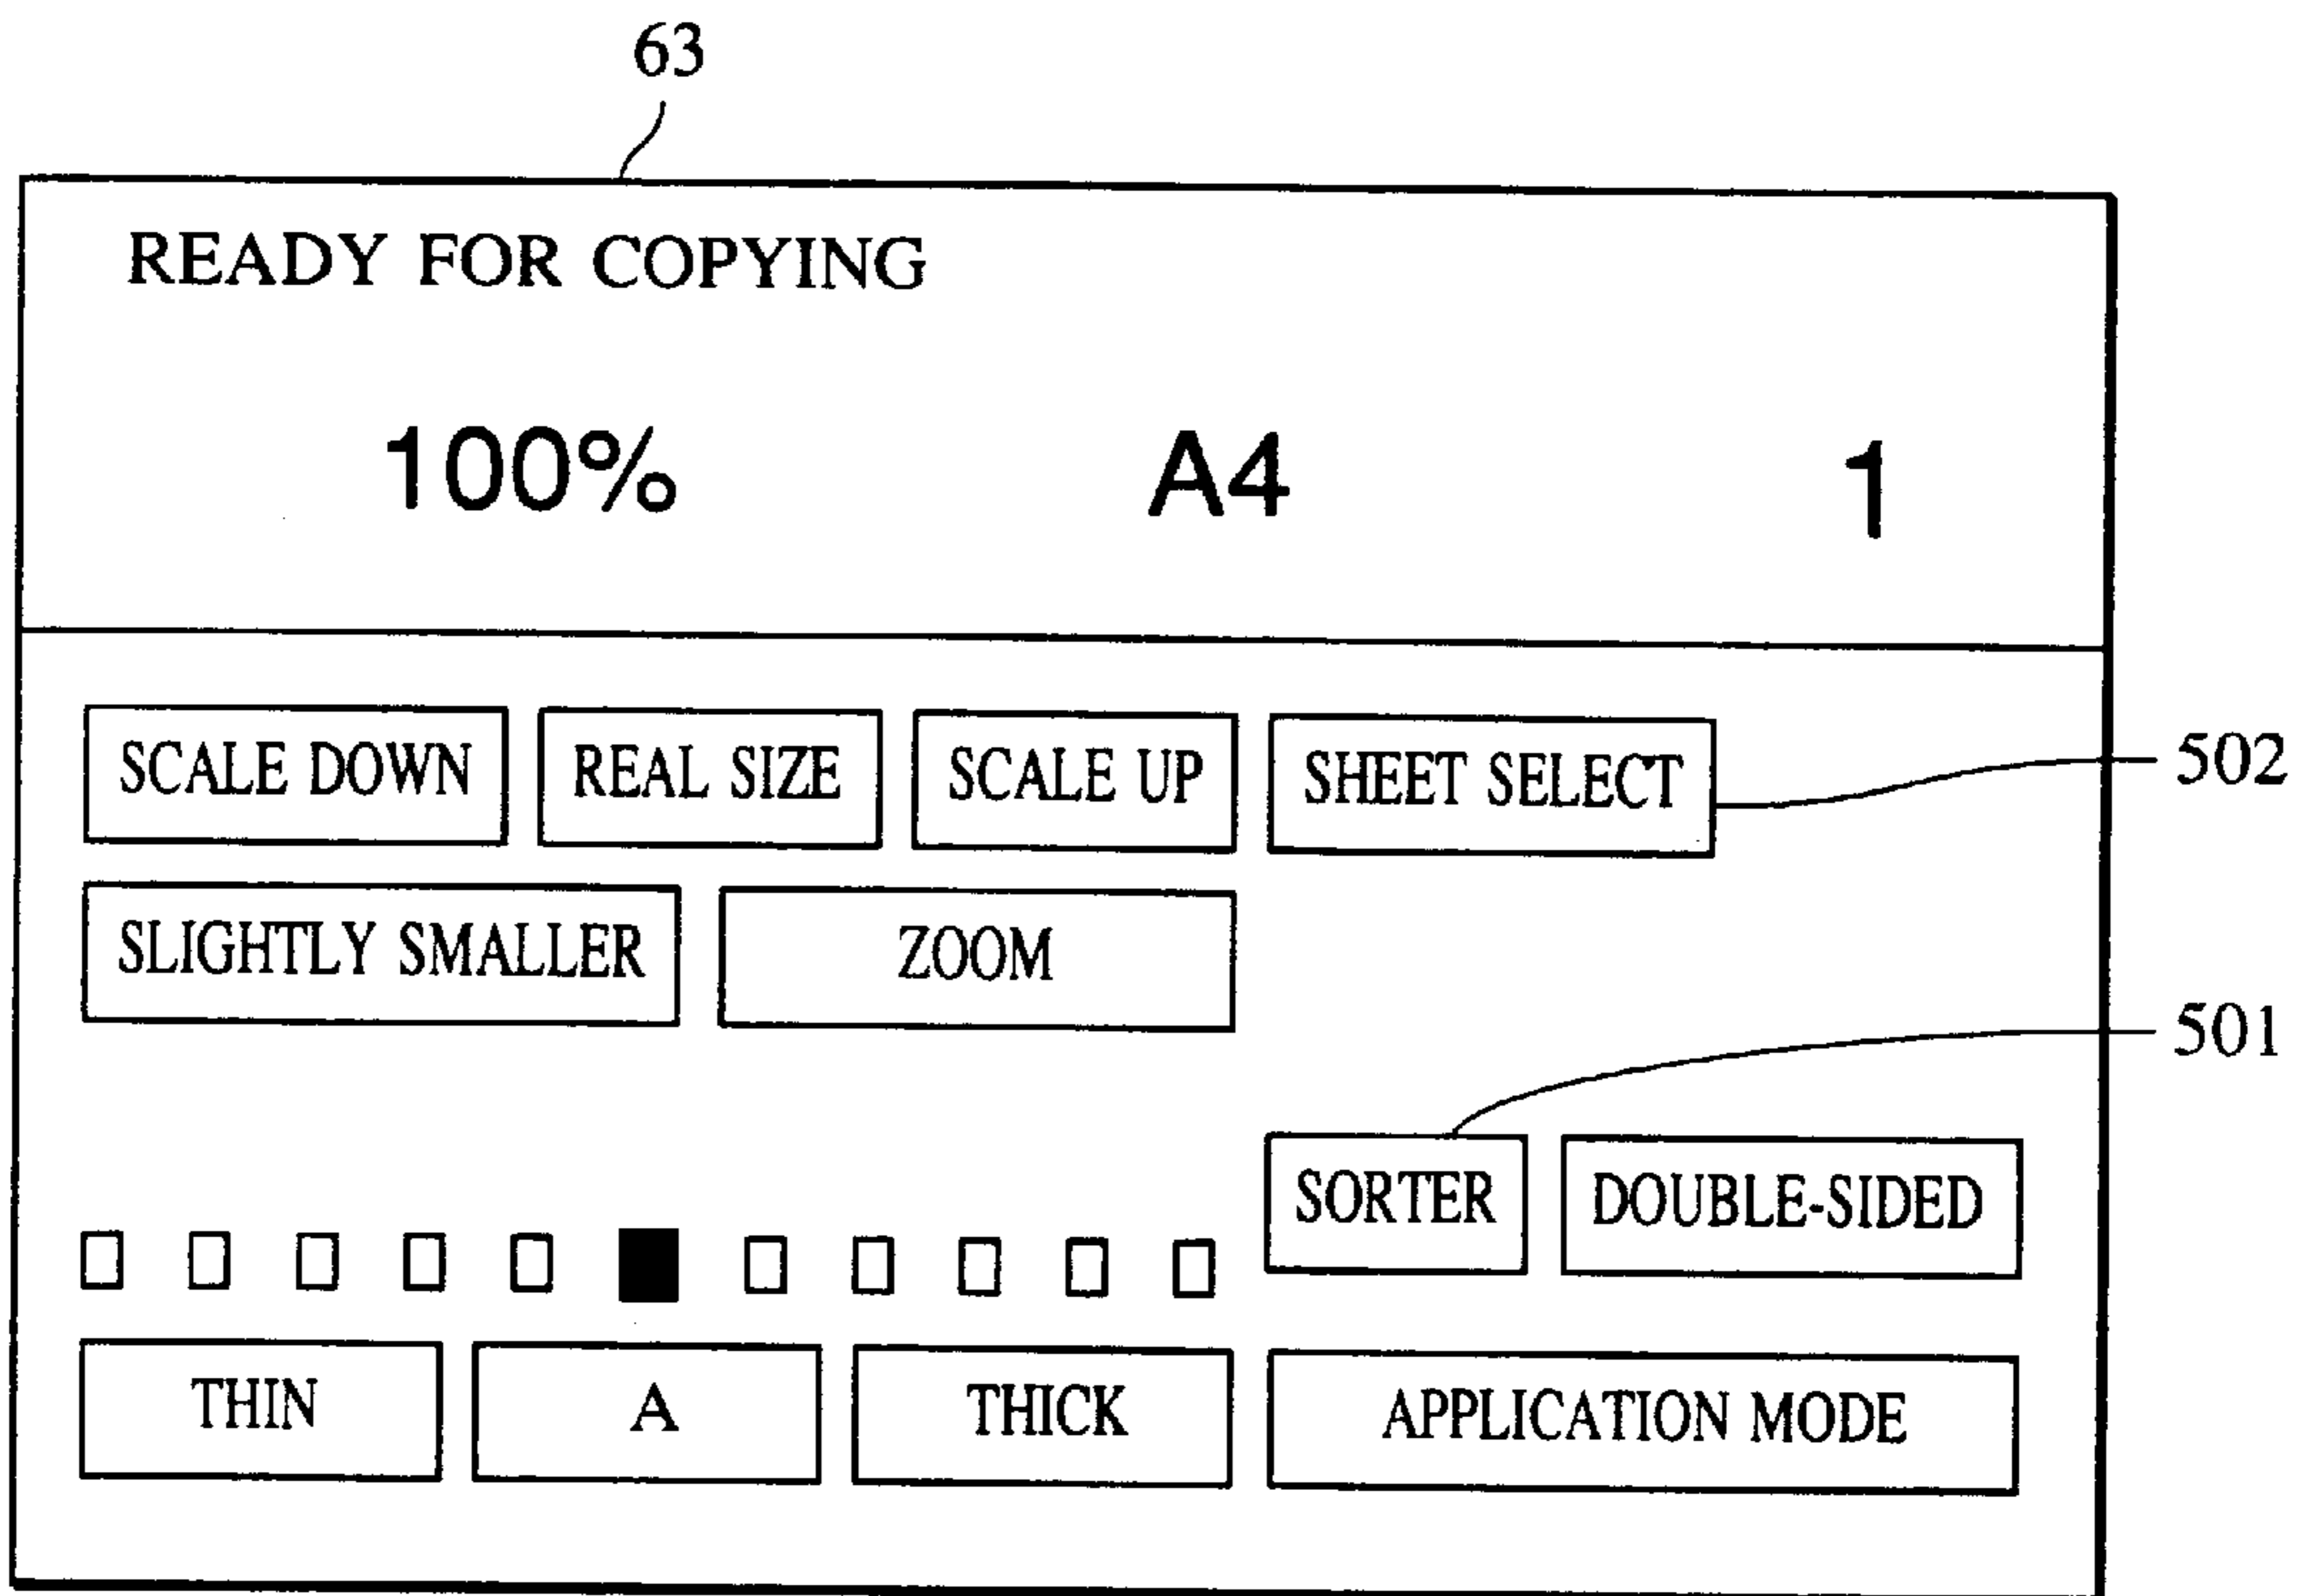 63
READY FOR COPYING
100% A4 1
SCALE DOWN REAL SIZE SCALE UP SHEET SELECT 502
SLIGHTLY SMALLER ZOOM
501
SORTER DOUBLE-SIDED
THIN A THICK APPLICATION MODE